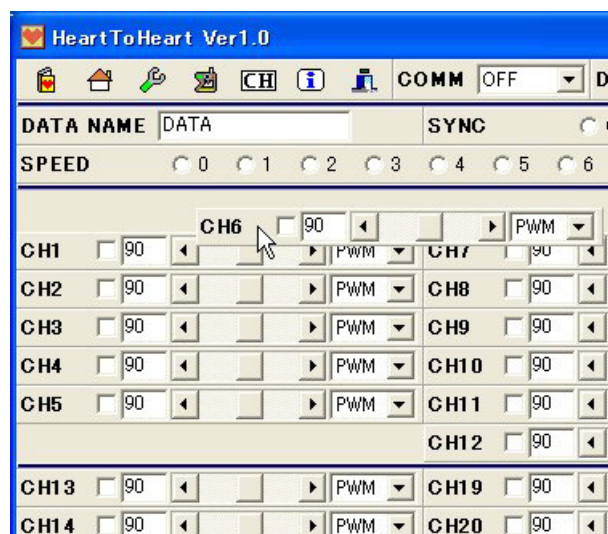 HeartToHeart Ver1.0
CH COMM OFF D
DATA NAME DATA SYNC
SPEED 0 1 2 3 4 5 6
CH6 90 PWM
CH1 90 PWM CH7 90
CH2 90 PWM CH8 90
CH3 90 PWM CH9 90
CH4 90 PWM CH10 90
CH5 90 PWM CH11 90
CH12 90
CH13 90 PWM CH19 90
CH14 90 PWM CH20 90